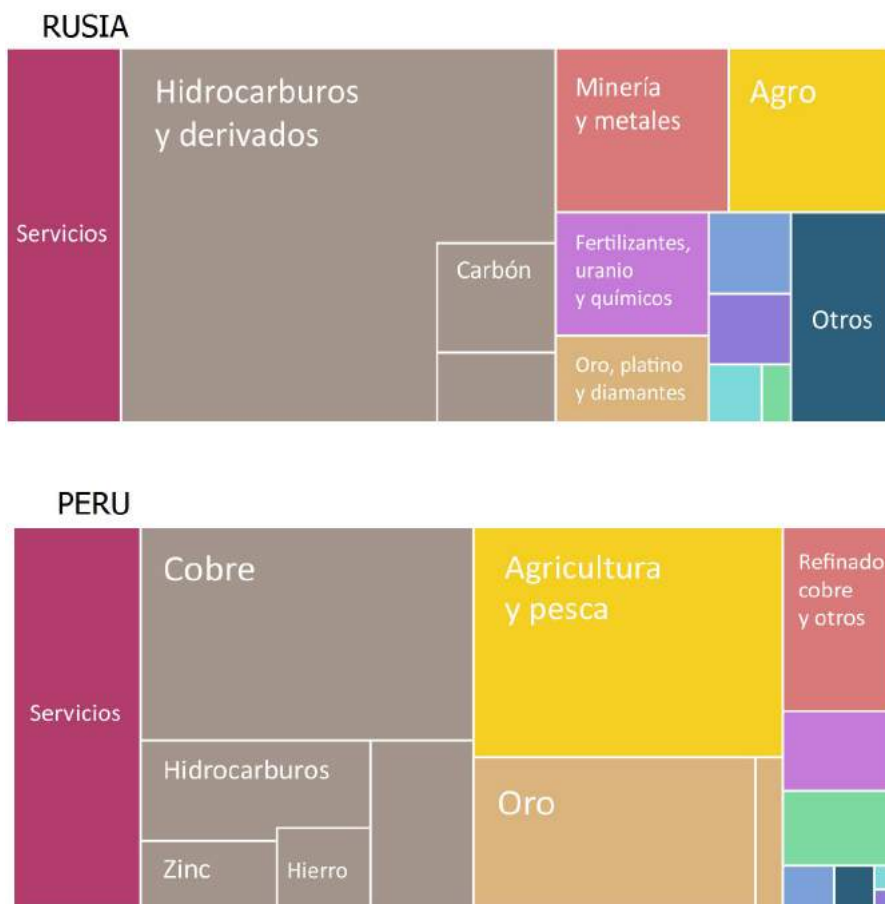 RUSIA
Servicios
Hidrocarburos
y derivados
Carbón
Minería
y metales
Agro
Fertilizantes,
uranio
y químicos
Oro, platino
y diamantes
Otros
PERU
Servicios
Cobre
Hidrocarburos
Zinc
Hierro
Agricultura
y pesca
Oro
Refinado
cobre
y otros